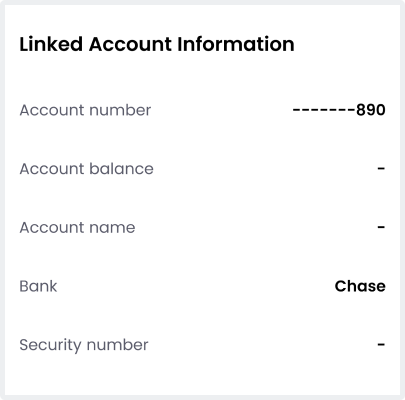 Linked Account Information
Account number -------890
Account balance -
Account name -
Bank Chase
Security number -